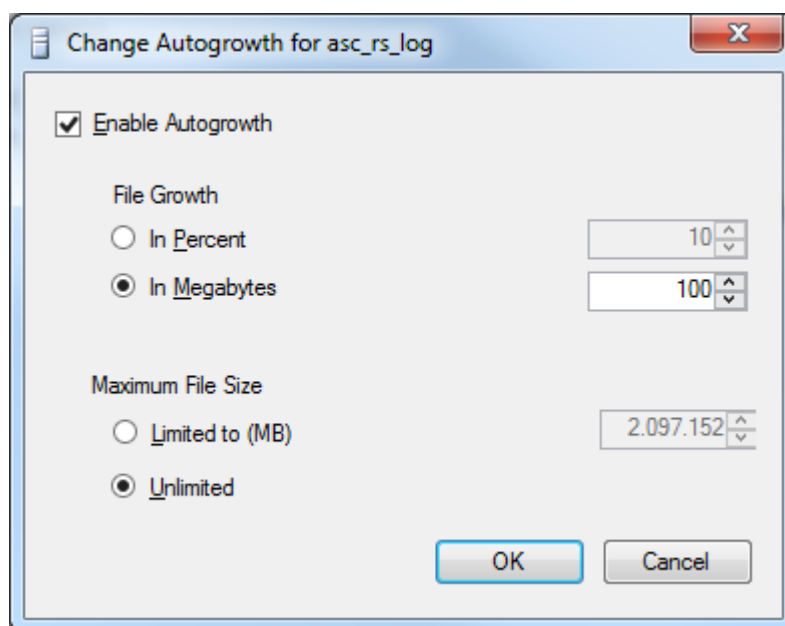 Change Autogrowth for asc_rs_log
Enable Autogrowth
File Growth
In Percent 10
In Megabytes 100
Maximum File Size
Limited to (MB) 2.097.152
Unlimited
OK Cancel